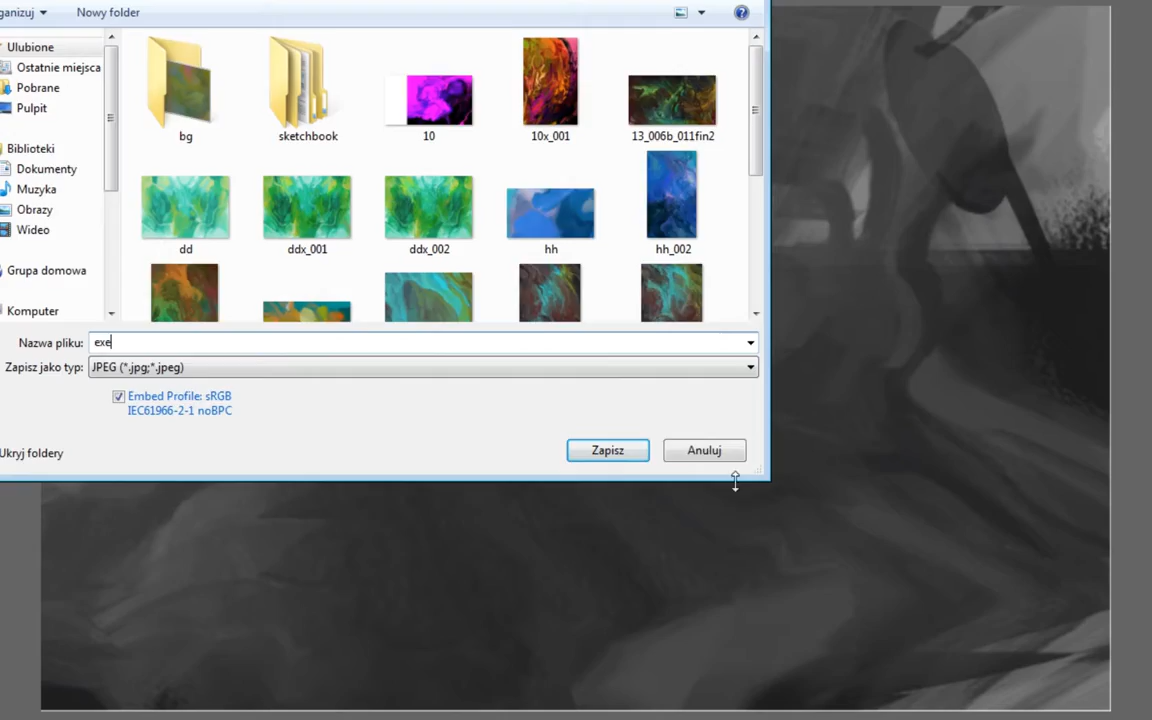 ganizuj
Nowy folder
Ulubione
Ostatnie miejsca
Pobrane
Pulpit
Biblioteki
Dokumenty
Muzyka
Obrazy
Wideo
Grupa domowa
Komputer
bg
sketchbook
10
10x_001
13_006b_011fin2
dd
ddx_001
ddx_002
hh
hh_002
Nazwa pliku: exe
Zapisz jako typ: JPEG (*.jpg;*.jpeg)
Embed Profile: sRGB
IEC61966-2-1 noBPC
Ukryj foldery
Zapisz
Anuluj